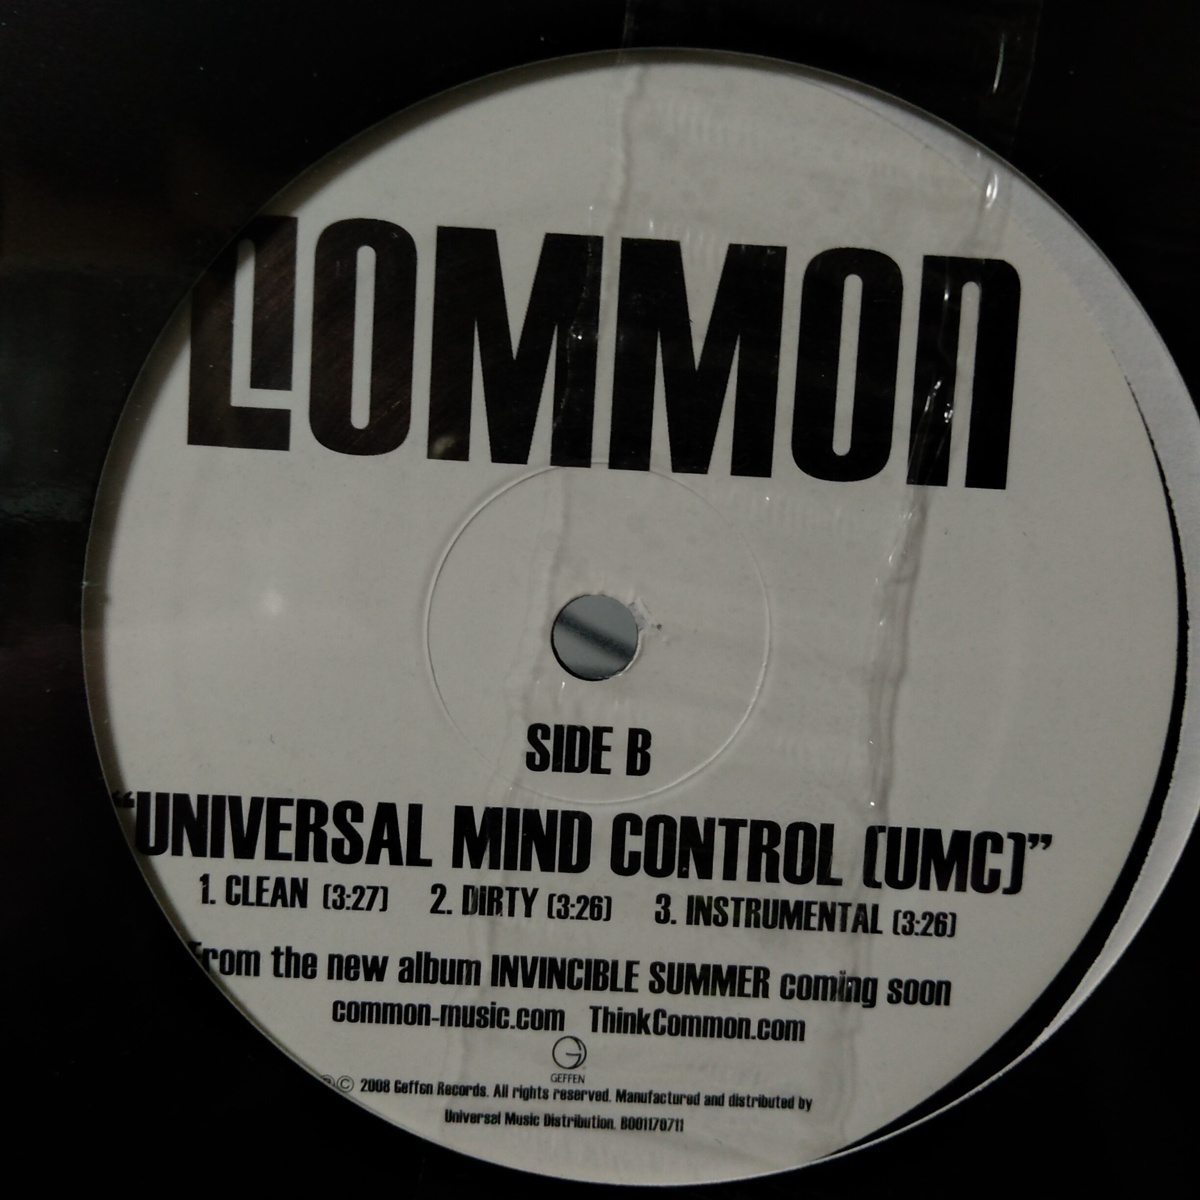 COMMON
SIDE B
“UNIVERSAL MIND CONTROL (UMC)”
1. CLEAN (3:27) 2. DIRTY (3:26) 3. INSTRUMENTAL (3:26)
From the new album INVINCIBLE SUMMER coming soon
common-music.com ThinkCommon.com
GEFFEN
℗© 2008 Geffen Records. All rights reserved. Manufactured and distributed by
Universal Music Distribution.